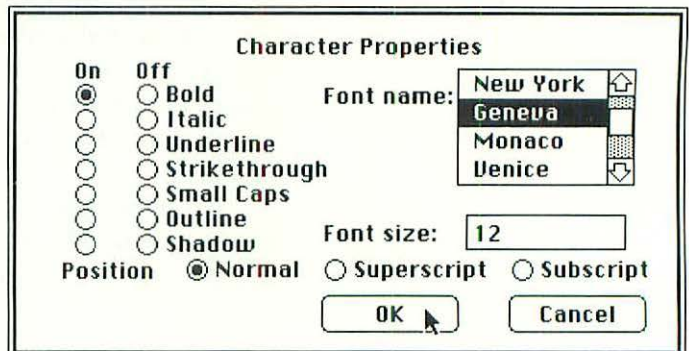 Character Properties
On Off
Bold
Italic
Underline
Strikethrough
Small Caps
Outline
Shadow
Font name:
New York
Geneva
Monaco
Venice
Font size: 12
Position Normal Superscript Subscript
OK Cancel